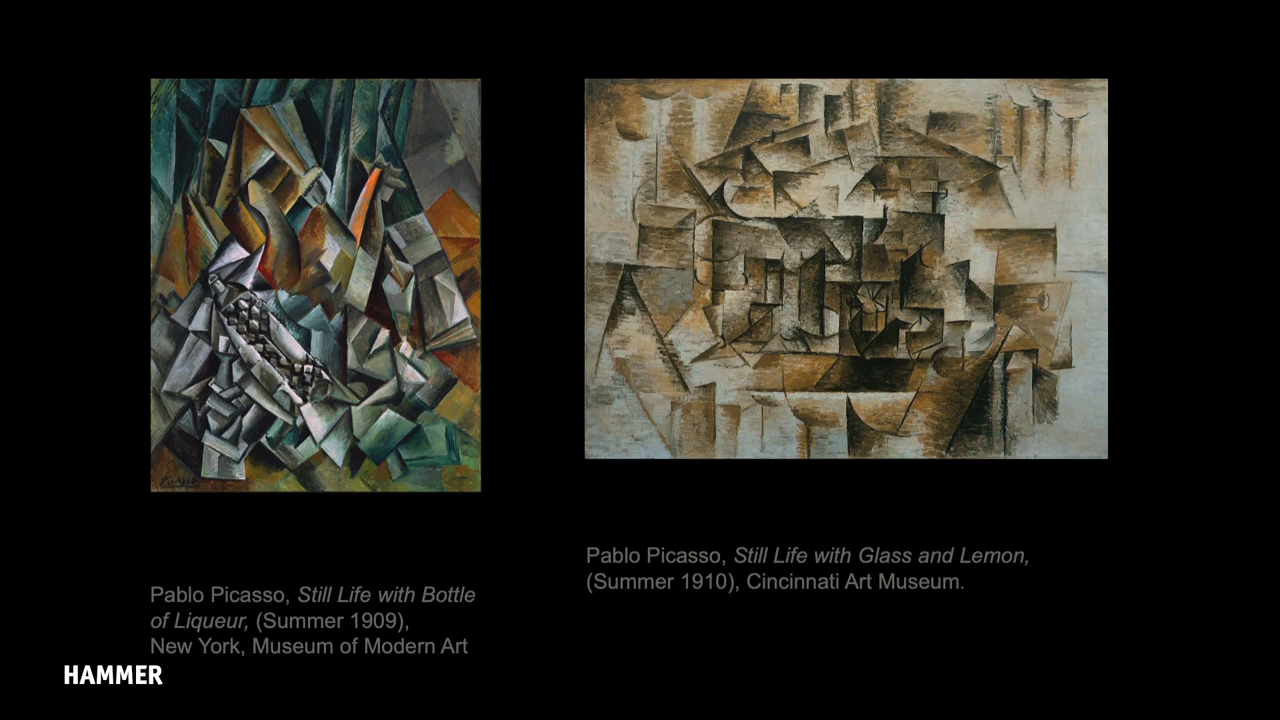 Pablo Picasso, Still Life with Bottle
of Liqueur, (Summer 1909),
New York, Museum of Modern Art
Pablo Picasso, Still Life with Glass and Lemon,
(Summer 1910), Cincinnati Art Museum.
HAMMER